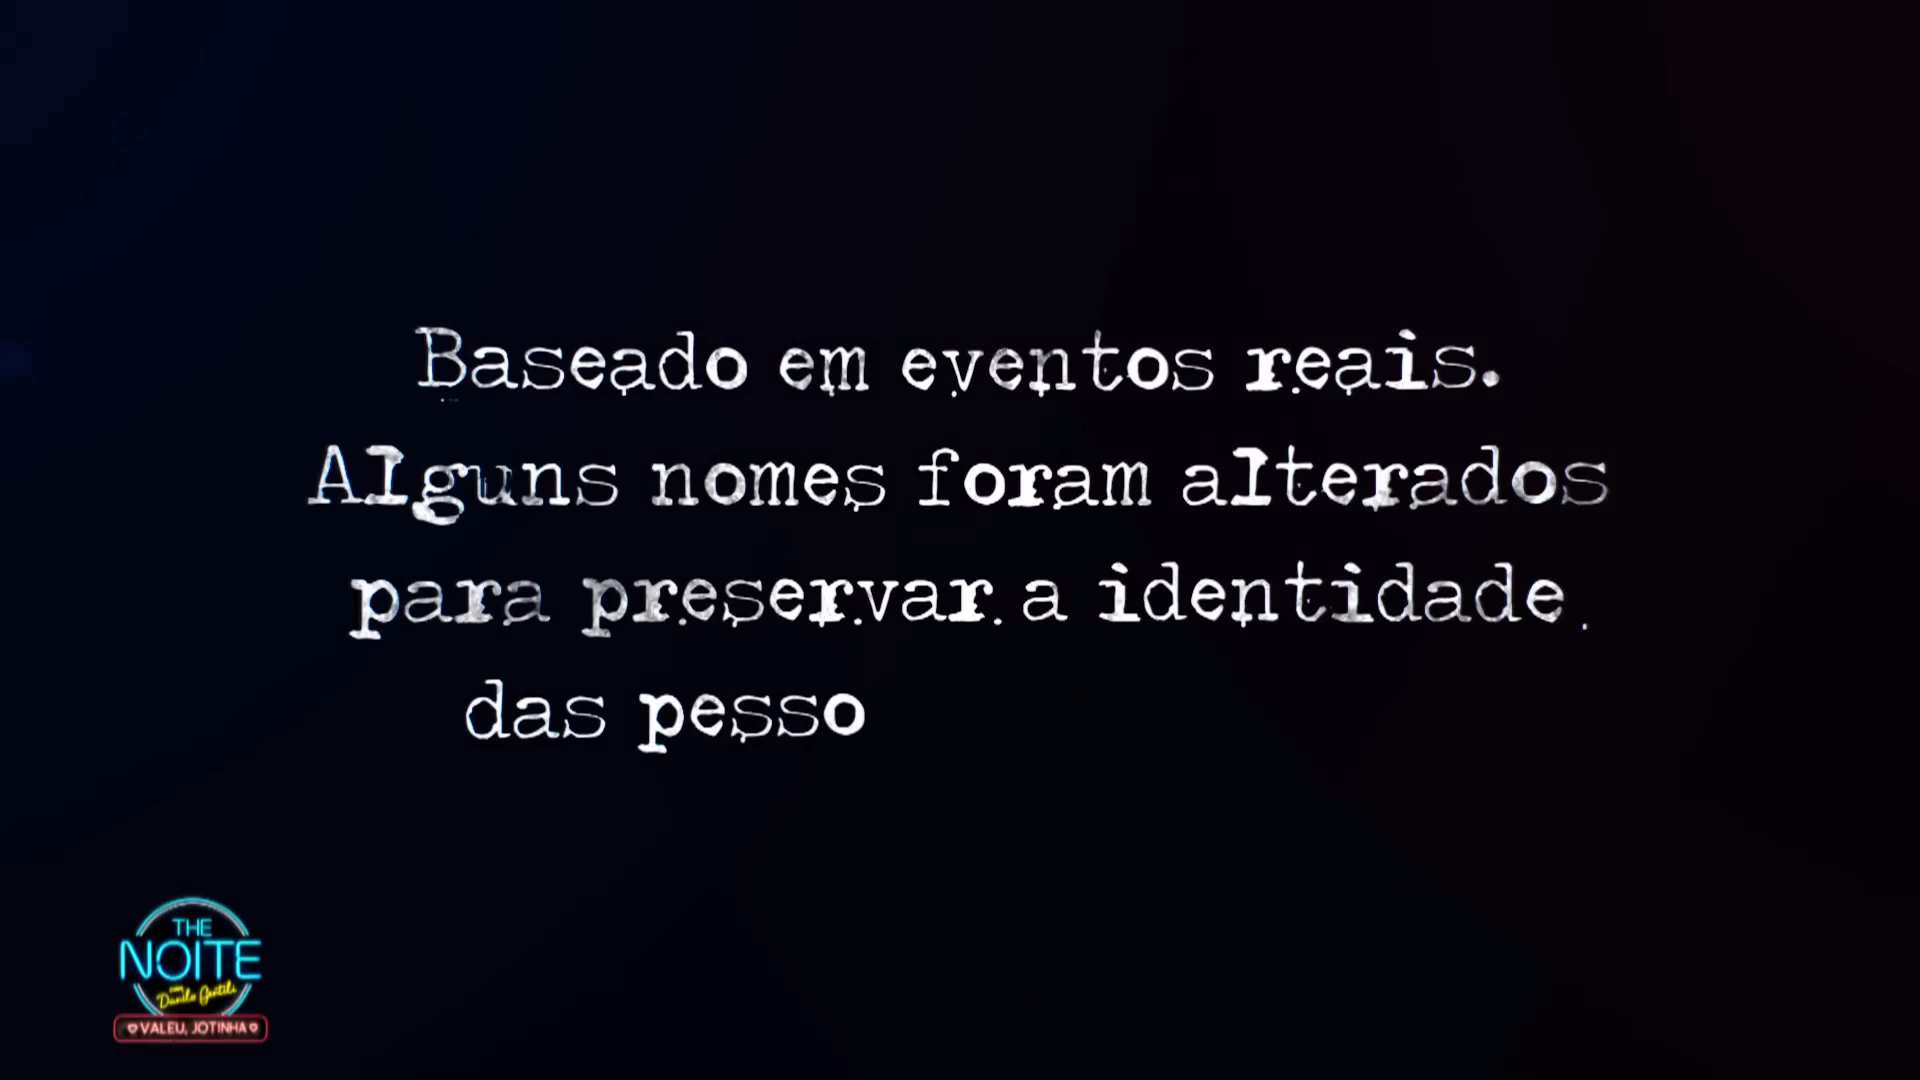 Baseado em eventos reais.
Alguns nomes foram alterados
para preservar a identidade
das pesso
THE
NOITE
com
Danilo Gentili
VALEU, JOTINHA